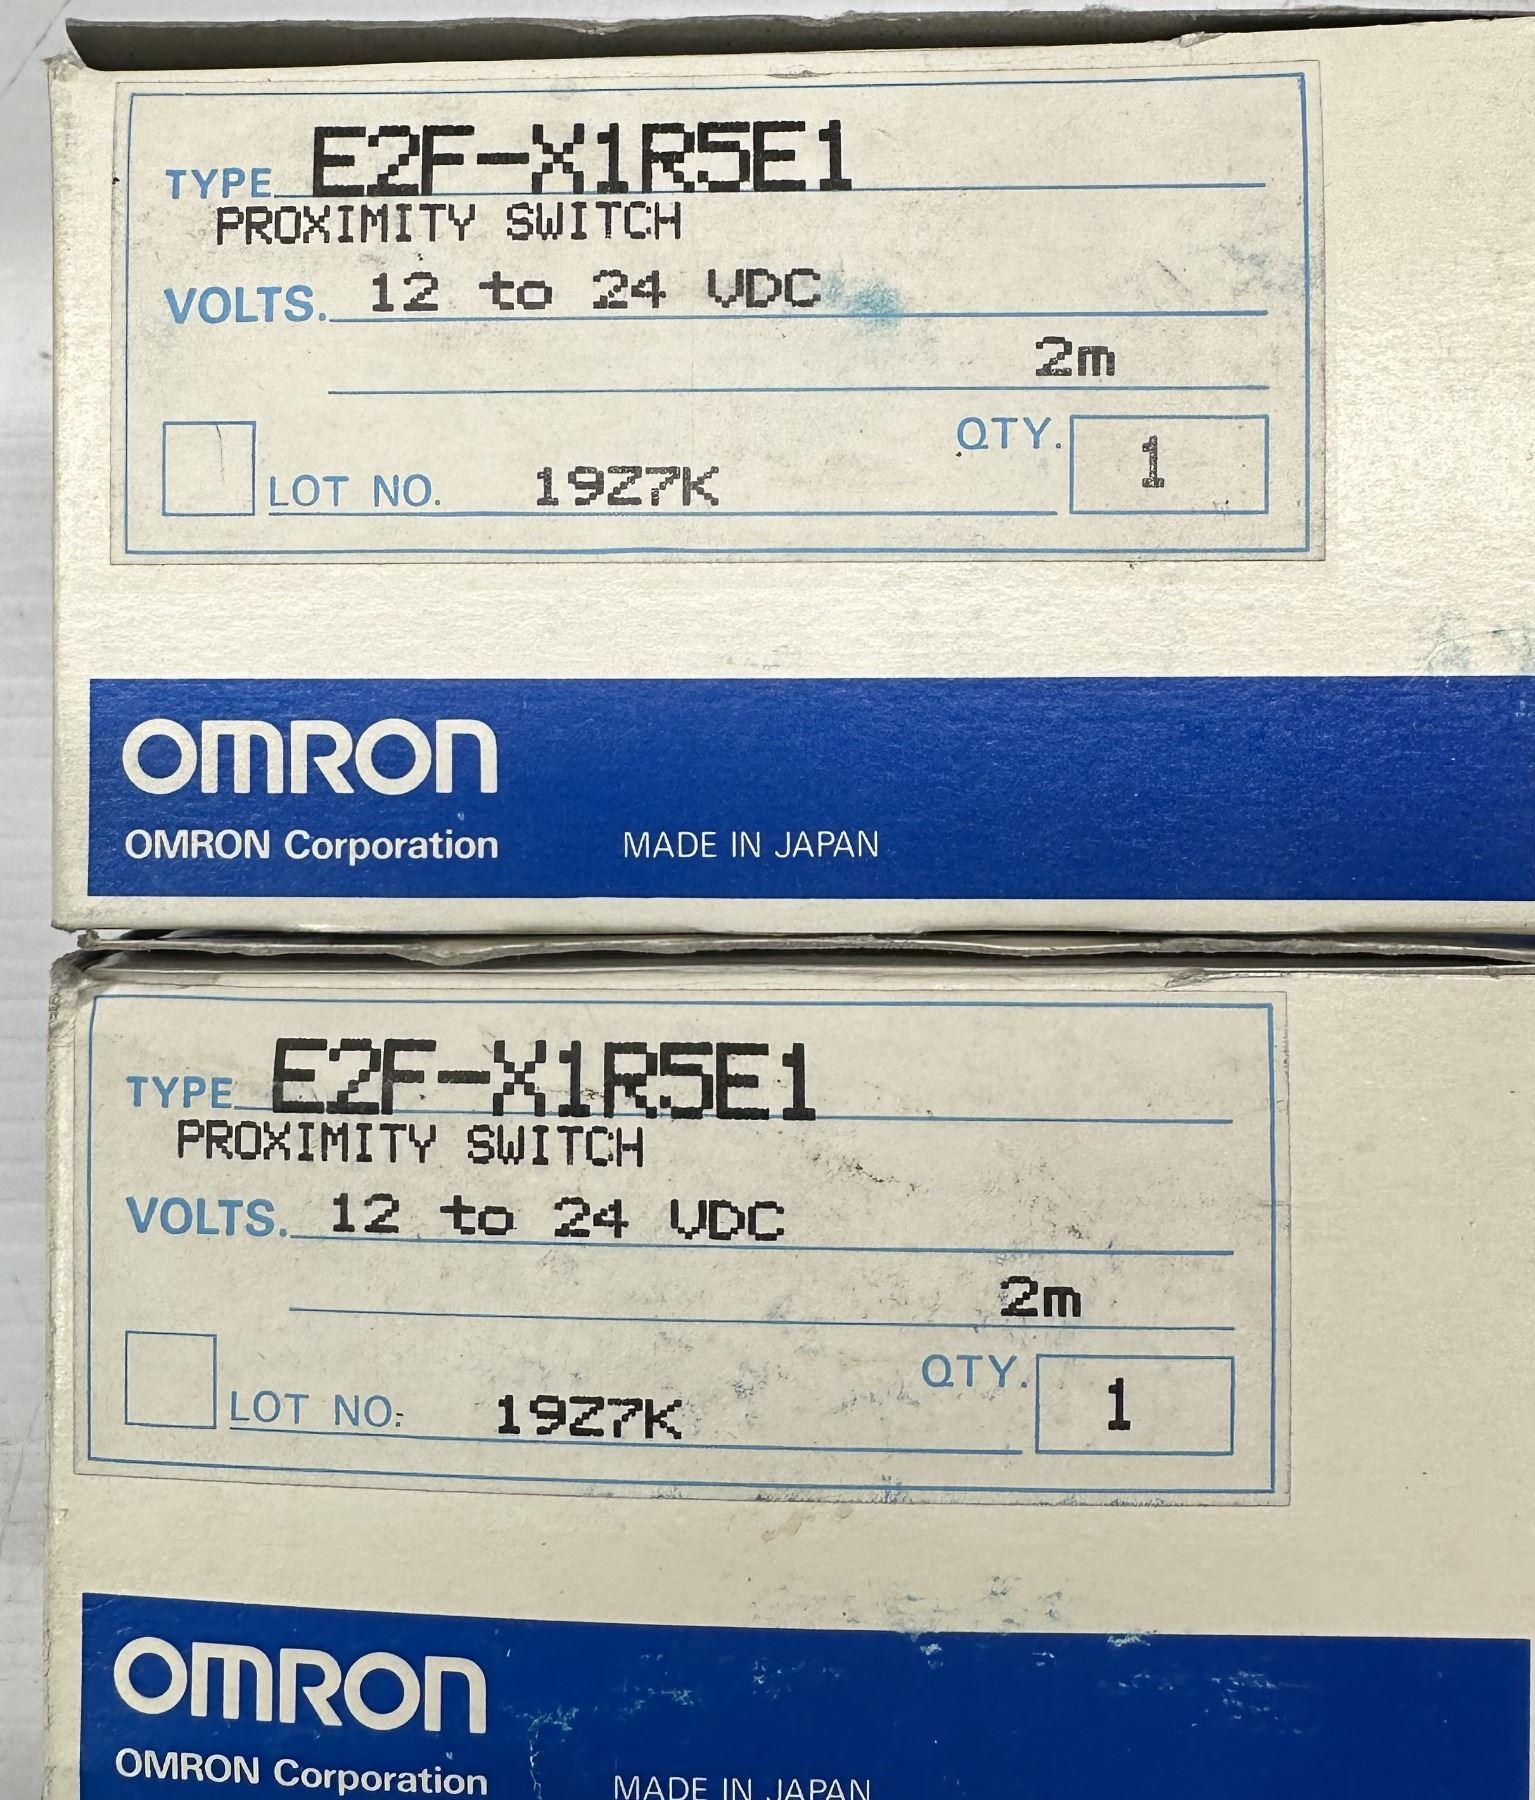 TYPE E2F-X1R5E1
PROXIMITY SWITCH
VOLTS. 12 to 24 VDC
2m
QTY. 1
LOT NO. 19Z7K
OMRON
OMRON Corporation MADE IN JAPAN
TYPE E2F-X1R5E1
PROXIMITY SWITCH
VOLTS. 12 to 24 VDC
2m
QTY. 1
LOT NO. 19Z7K
OMRON
OMRON Corporation MADE IN JAPAN